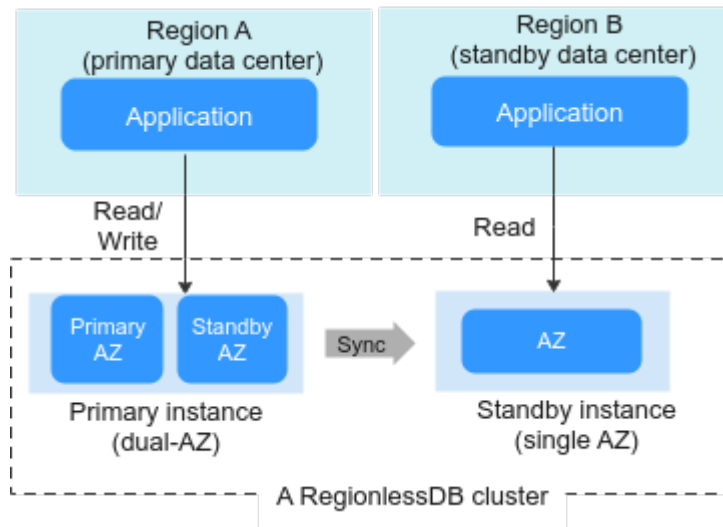 Region A
(primary data center)
Application
Region B
(standby data center)
Application
Read/
Write
Read
Primary
AZ
Standby
AZ
Sync
AZ
Primary instance
(dual-AZ)
Standby instance
(single AZ)
A RegionlessDB cluster